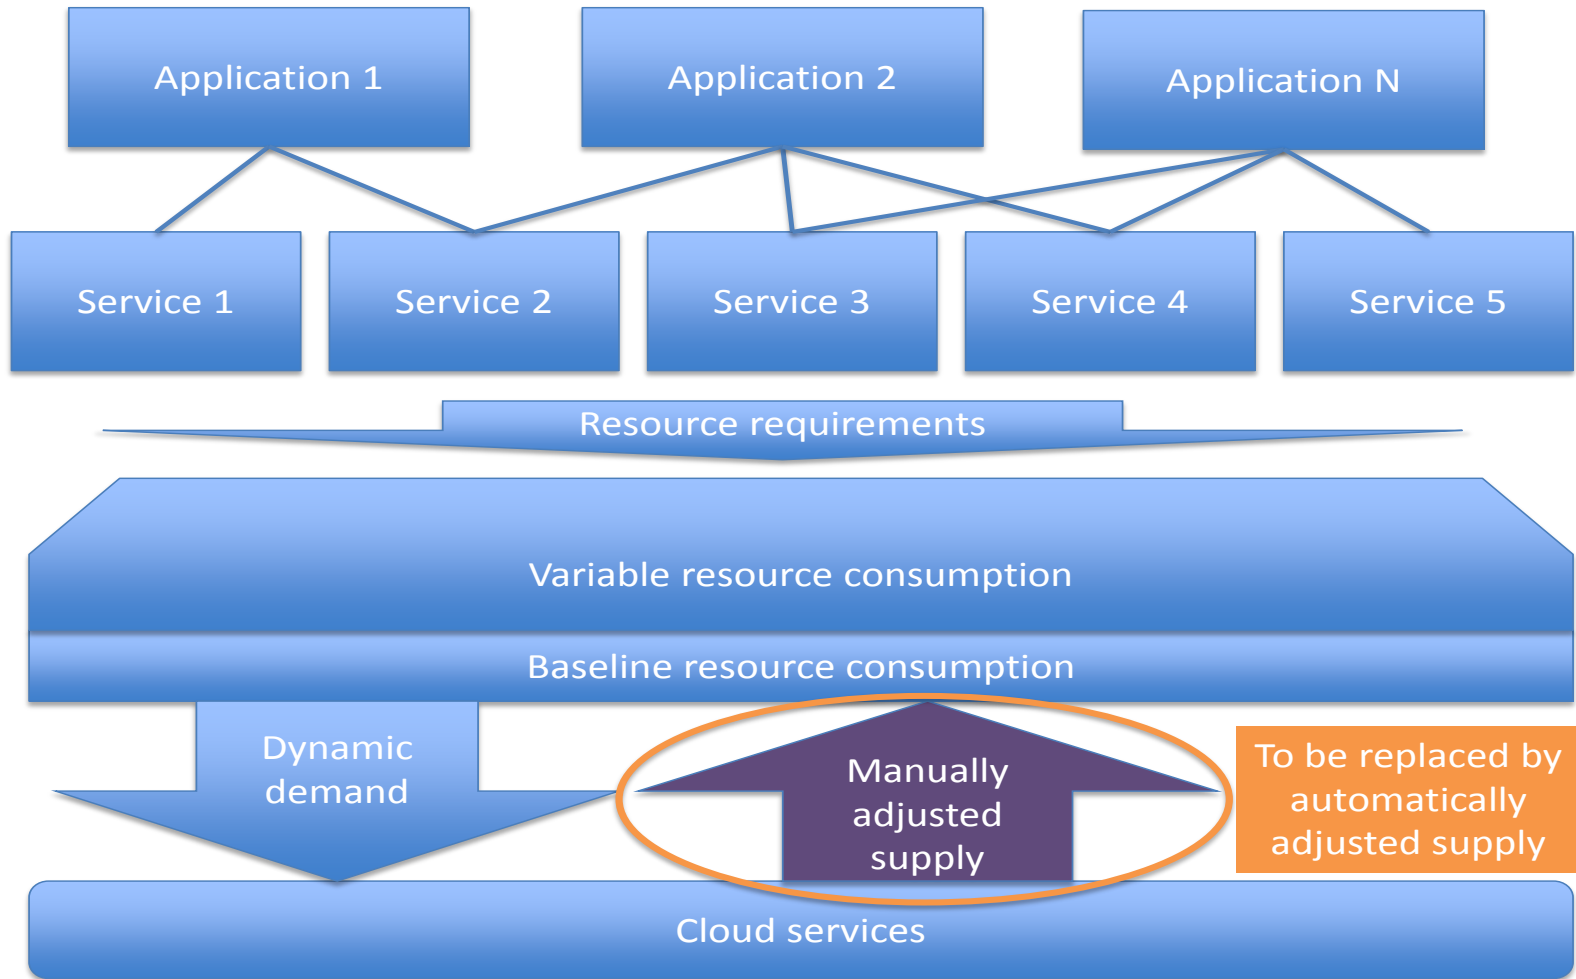 Application 1
Application 2
Application N
Service 1
Service 2
Service 3
Service 4
Service 5
Resource requirements
Variable resource consumption
Baseline resource consumption
Dynamic
demand
Manually
adjusted
supply
To be replaced by
automatically
adjusted supply
Cloud services